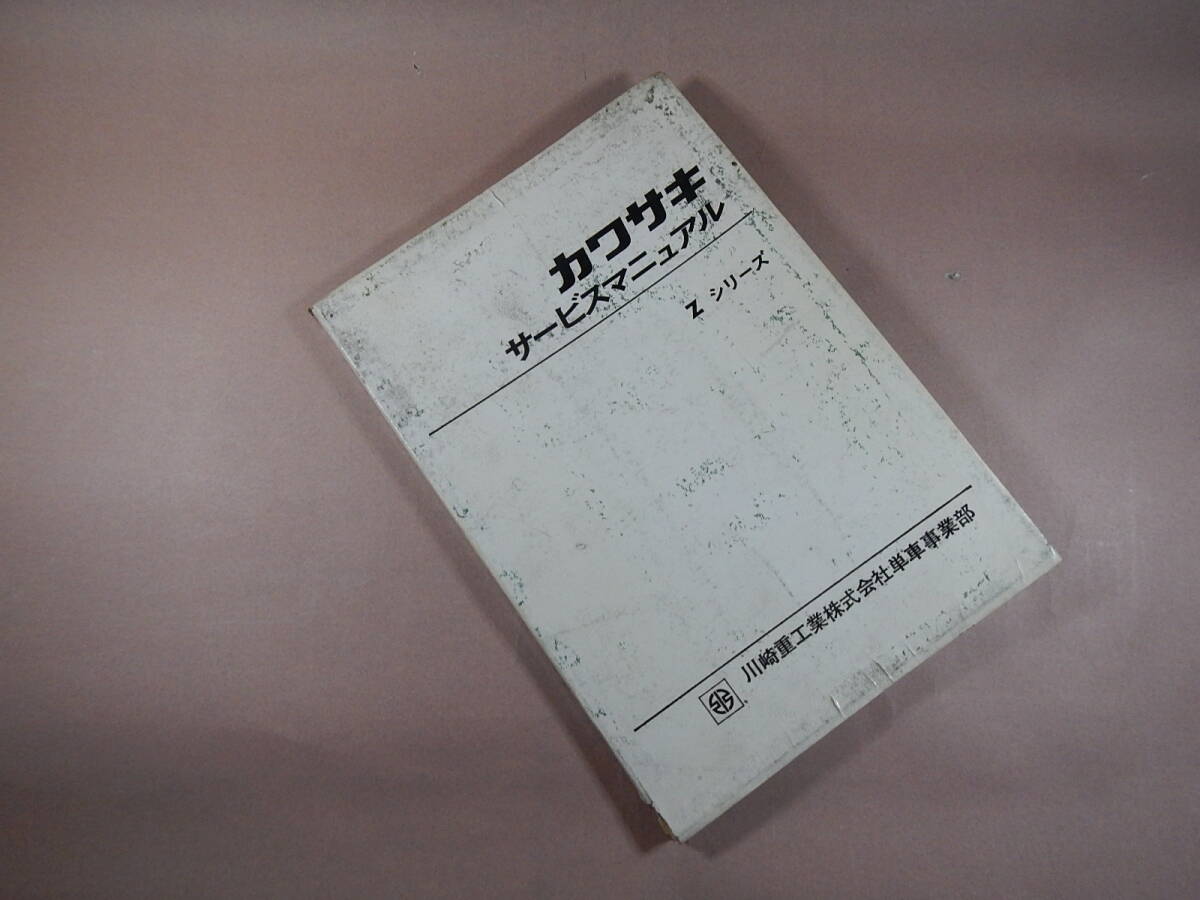 カワサキ
サービスマニュアル
Z シリーズ
川崎重工業株式会社単車事業部